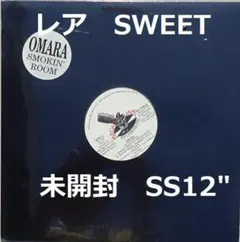 レア SWEET
OMARA
SMOKIN'
ROOM
未開封 SS12"